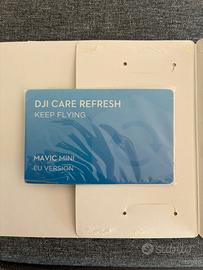 DJI CARE REFRESH
KEEP FLYING
MAVIC MINI
EU VERSION
subito